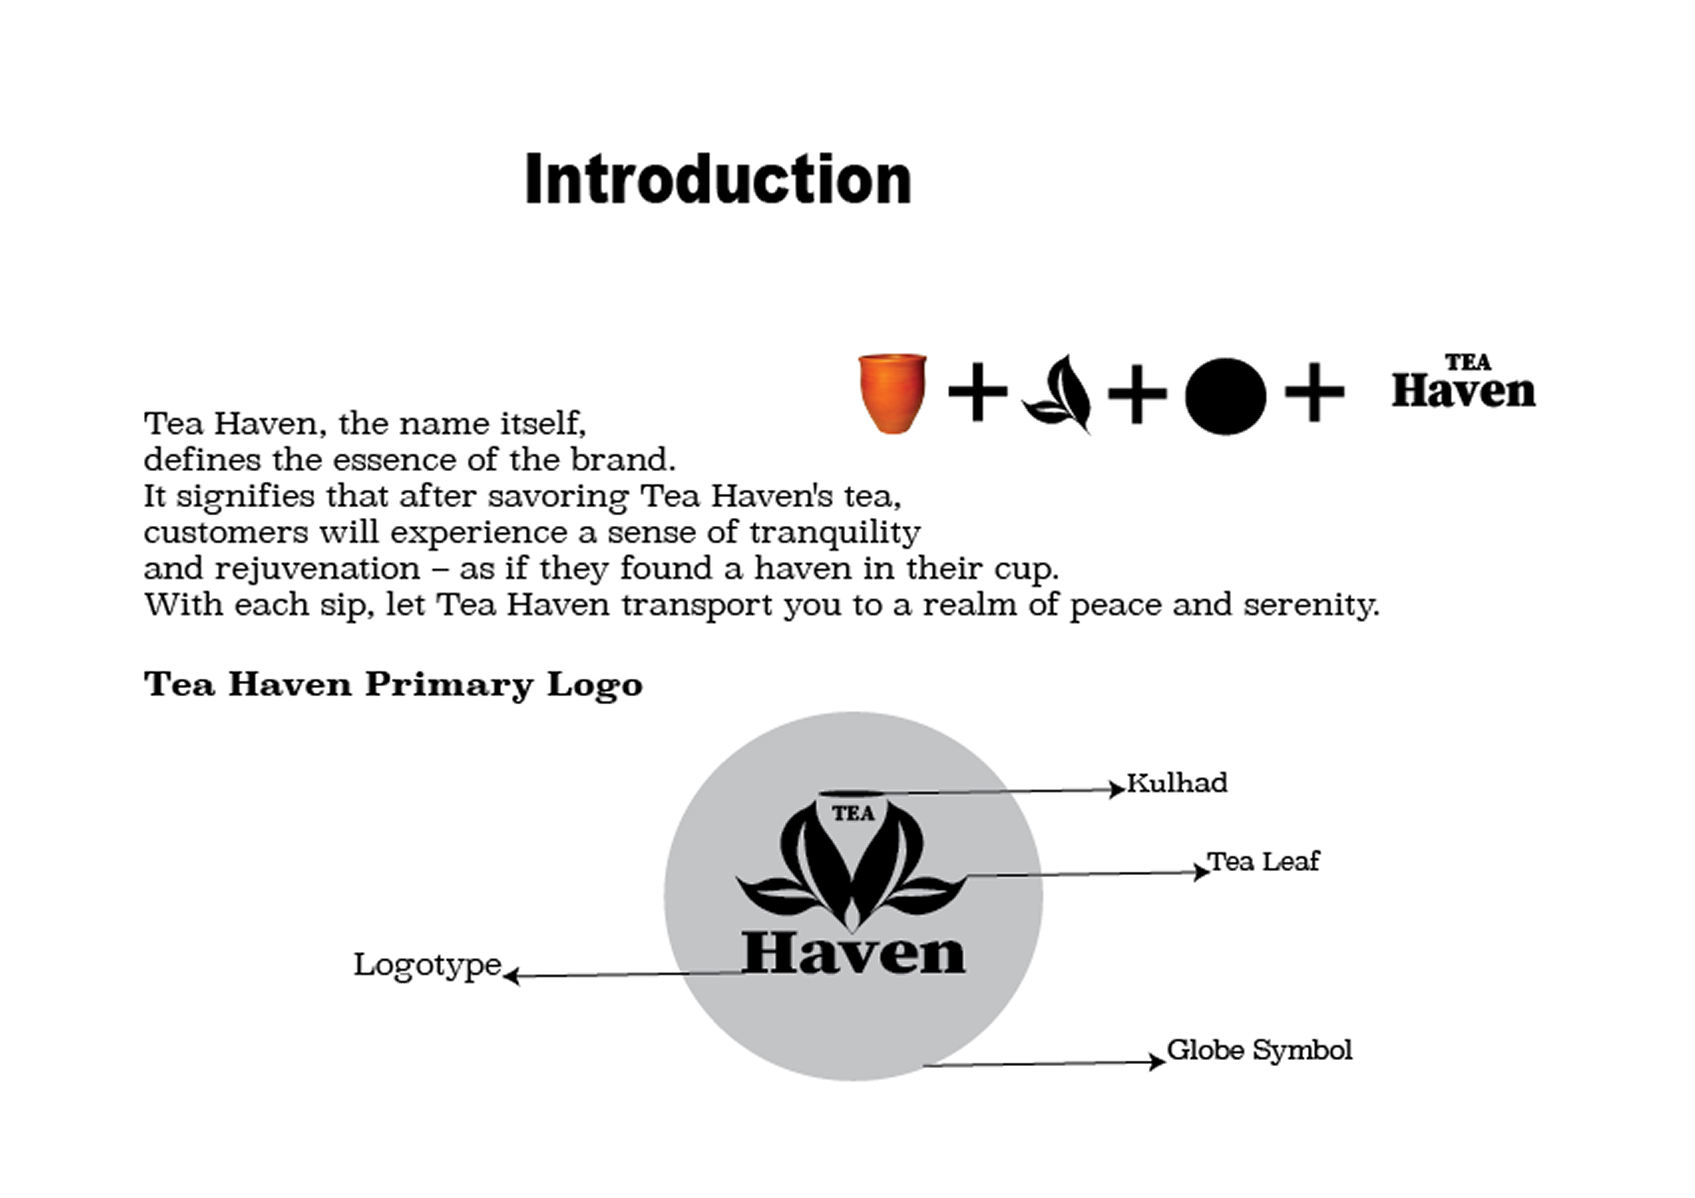 Introduction
TEA
Haven
Tea Haven, the name itself,
defines the essence of the brand.
It signifies that after savoring Tea Haven's tea,
customers will experience a sense of tranquility
and rejuvenation – as if they found a haven in their cup.
With each sip, let Tea Haven transport you to a realm of peace and serenity.
Tea Haven Primary Logo
Kulhad
TEA
Tea Leaf
Haven
Logotype
Globe Symbol